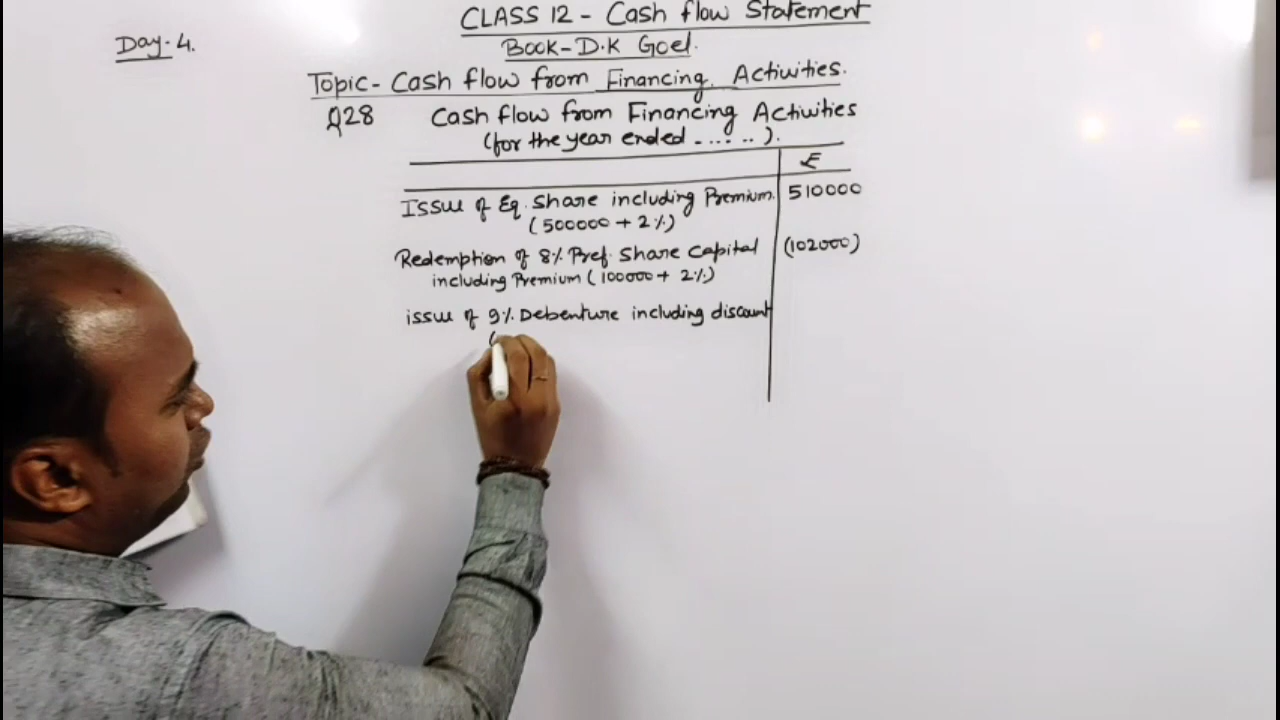 CLASS 12 - Cash flow Statement
Day-4.
Book-D.K Goel.
Topic- Cash flow from Financing Activities.
Q28 Cash flow from Financing Activities
(for the year ended ........).
₹
Issue of Eq. Share including Premium 510000
(500000 + 2%)
Redemption of 8% Pref. Share Capital (102000)
including Premium (100000 + 2%)
issue of 9% Debenture including discount
(